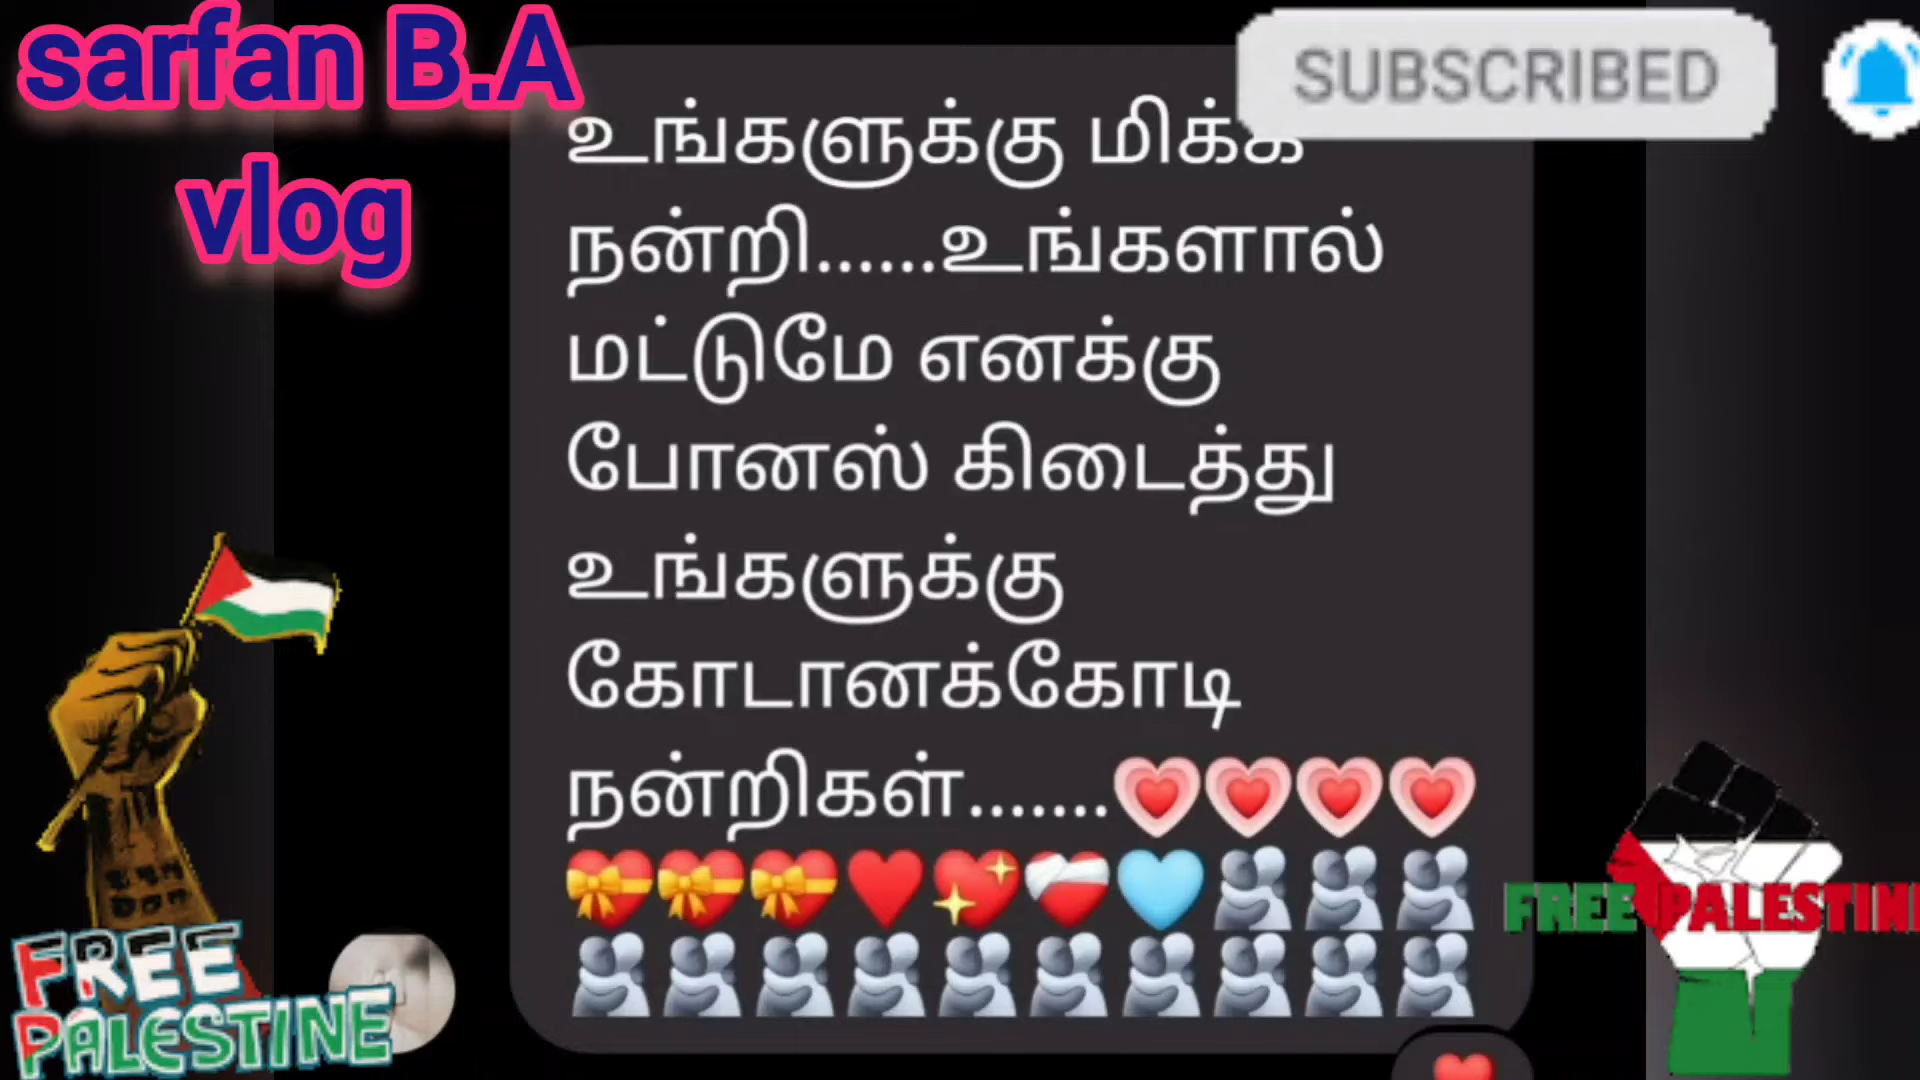 sarfan B.A
vlog
SUBSCRIBED
உங்களுக்கு மிக்க
நன்றி......உங்களால்
மட்டுமே எனக்கு
போனஸ் கிடைத்து
உங்களுக்கு
கோடானக்கோடி
நன்றிகள்.......💗💗💗💗
💝💝💝❤️💖❤️‍🩹🩵🫂🫂🫂
🫂🫂🫂🫂🫂🫂🫂🫂🫂🫂
FREE
PALESTINE
FREE PALESTIN